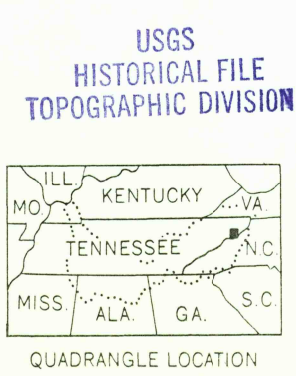 USGS
HISTORICAL FILE
TOPOGRAPHIC DIVISION
ILL.
MO.
KENTUCKY
VA.
TENNESSEE
N.C.
MISS.
ALA.
GA.
S.C.
QUADRANGLE LOCATION